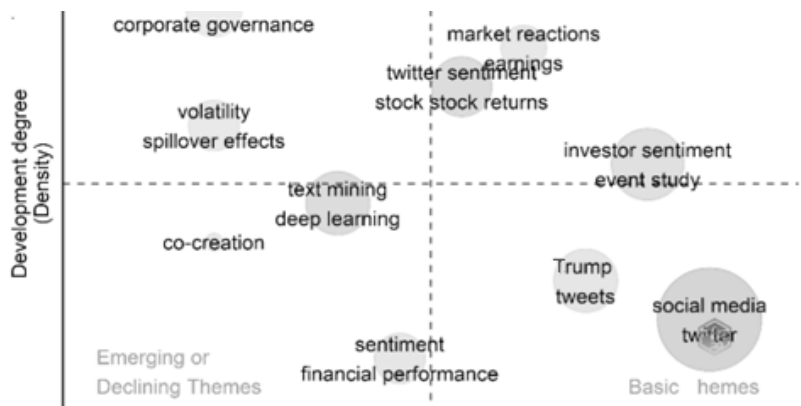 corporate governance
market reactions
earnings
twitter sentiment
stock stock returns
volatility
spillover effects
investor sentiment
event study
text mining
deep learning
co-creation
Trump
tweets
social media
twitter
sentiment
financial performance
Emerging or
Declining Themes
Basic hemes
Development degree
(Density)